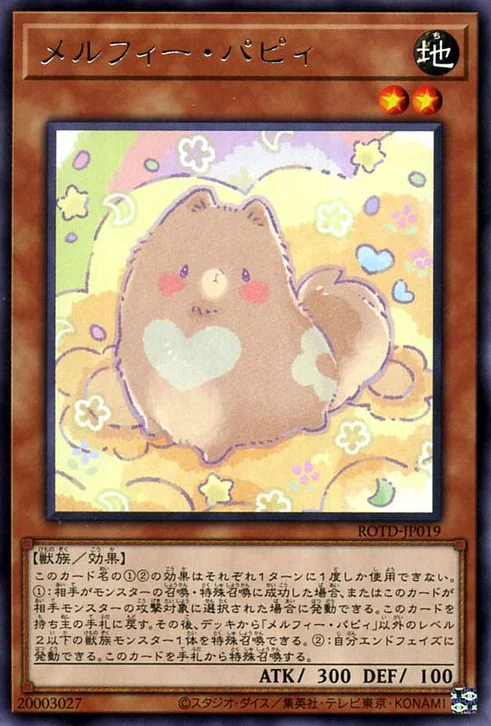 メルフィー・パピィ
地
ROTD-JP019
【獣族／効果】
このカード名の①②の効果はそれぞれ１ターンに１度しか使用できない。
①：相手がモンスターの召喚・特殊召喚に成功した場合、またはこのカードが
相手モンスターの攻撃対象に選択された場合に発動できる。このカードを
持ち主の手札に戻す。その後、デッキから「メルフィー・パピィ」以外のレベル
２以下の獣族モンスター１体を特殊召喚できる。②：自分エンドフェイズに
発動できる。このカードを手札から特殊召喚する。
ATK/ 300 DEF/ 100
20003027
©スタジオ・ダイス／集英社・テレビ東京・KONAMI